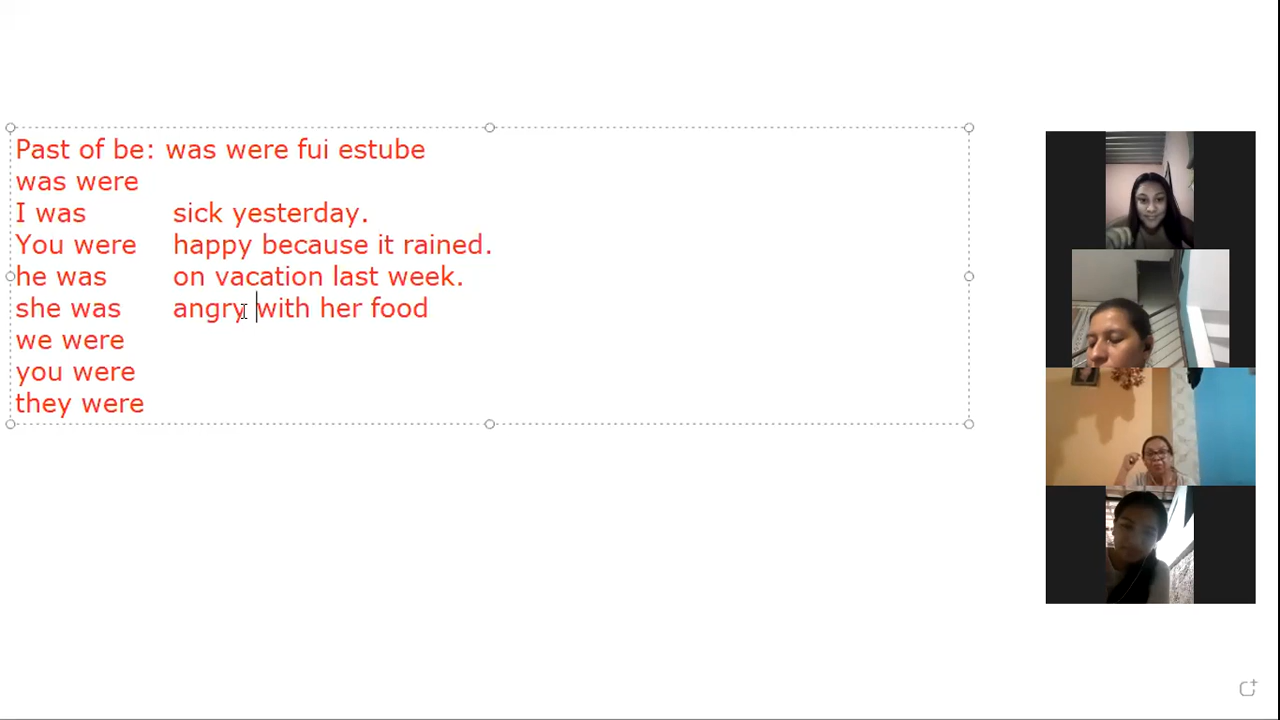 Past of be: was were fui estube
was were
I was sick yesterday.
You were happy because it rained.
he was on vacation last week.
she was angry with her food
we were
you were
they were